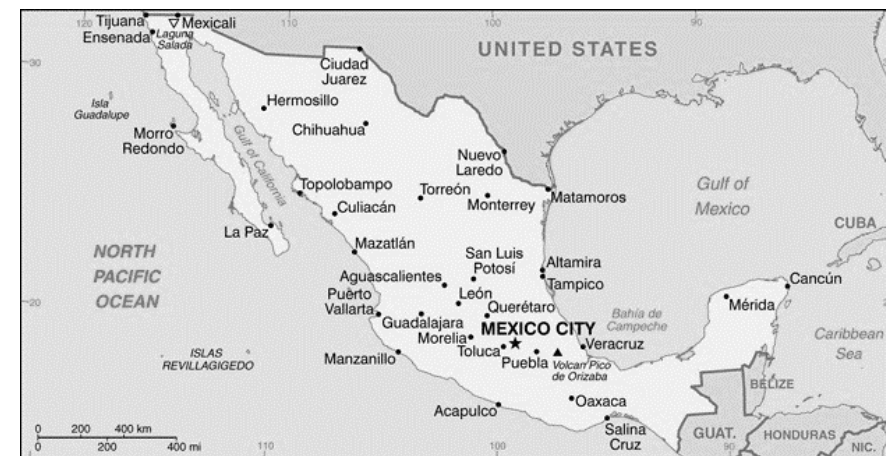 120
110
100
90
Tijuana
Mexicali
Ensenada
Laguna
Salada
UNITED STATES
30
Ciudad
Juarez
Isla
Guadalupe
Hermosillo
Chihuahua
Morro
Redondo
Gulf of California
Nuevo
Laredo
Topolobampo
Torreón
Monterrey
Matamoros
Gulf of
Mexico
Culiacán
La Paz
CUBA
NORTH
PACIFIC
OCEAN
Mazatlán
San Luis
Potosí
Altamira
Tampico
Cancún
Aguascalientes
León
Mérida
20
Puèrto
Vallarta
Querétaro
Bahía de
Campeche
Guadalajara
MEXICO CITY
Morelia
Toluca
Puebla
Veracruz
Caribbean
Sea
ISLAS
REVILLAGIGEDO
Manzanillo
Volcan Pico
de Orizaba
BELIZE
Acapulco
Oaxaca
Salina
Cruz
GUAT.
HONDURAS
NIC.
0 200 400 km
0 200 400 mi
110
100
90